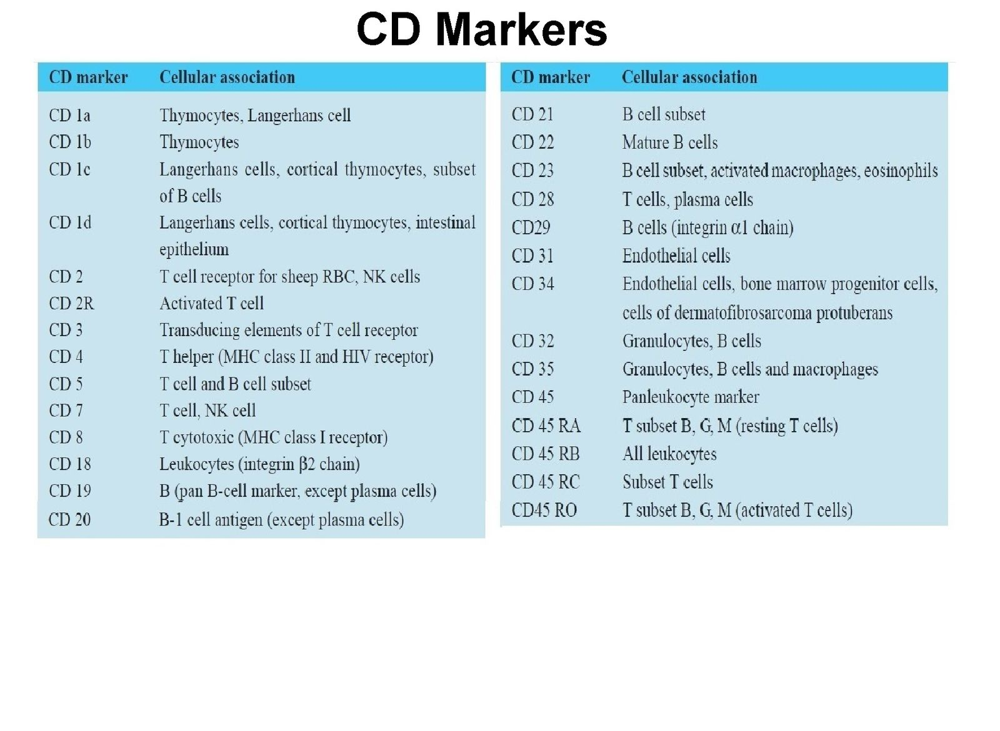 CD Markers
CD marker Cellular association
CD 1a Thymocytes, Langerhans cell
CD 1b Thymocytes
CD 1c Langerhans cells, cortical thymocytes, subset
of B cells
CD 1d Langerhans cells, cortical thymocytes, intestinal
epithelium
CD 2 T cell receptor for sheep RBC, NK cells
CD 2R Activated T cell
CD 3 Transducing elements of T cell receptor
CD 4 T helper (MHC class II and HIV receptor)
CD 5 T cell and B cell subset
CD 7 T cell, NK cell
CD 8 T cytotoxic (MHC class I receptor)
CD 18 Leukocytes (integrin β2 chain)
CD 19 B (pan B-cell marker, except plasma cells)
CD 20 B-1 cell antigen (except plasma cells)
CD marker Cellular association
CD 21 B cell subset
CD 22 Mature B cells
CD 23 B cell subset, activated macrophages, eosinophils
CD 28 T cells, plasma cells
CD29 B cells (integrin α1 chain)
CD 31 Endothelial cells
CD 34 Endothelial cells, bone marrow progenitor cells,
cells of dermatofibrosarcoma protuberans
CD 32 Granulocytes, B cells
CD 35 Granulocytes, B cells and macrophages
CD 45 Panleukocyte marker
CD 45 RA T subset B, G, M (resting T cells)
CD 45 RB All leukocytes
CD 45 RC Subset T cells
CD45 RO T subset B, G, M (activated T cells)